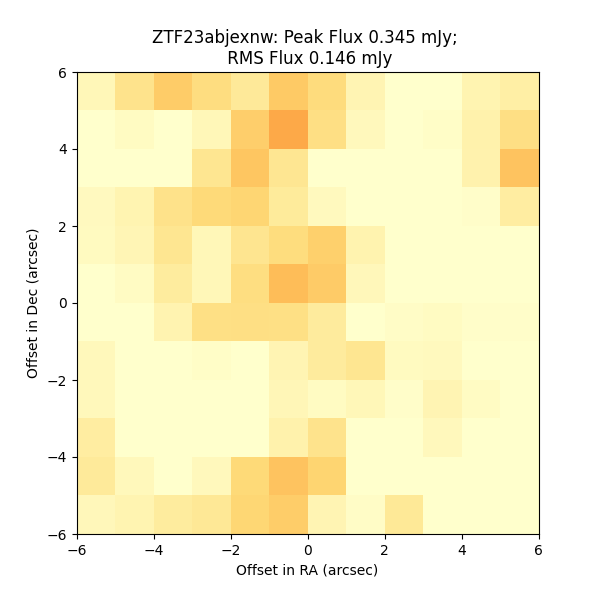 ZTF23abjexnw: Peak Flux 0.345 mJy;
RMS Flux 0.146 mJy
6
4
2
0
−2
−4
−6
Offset in Dec (arcsec)
−6 −4 −2 0 2 4 6
Offset in RA (arcsec)